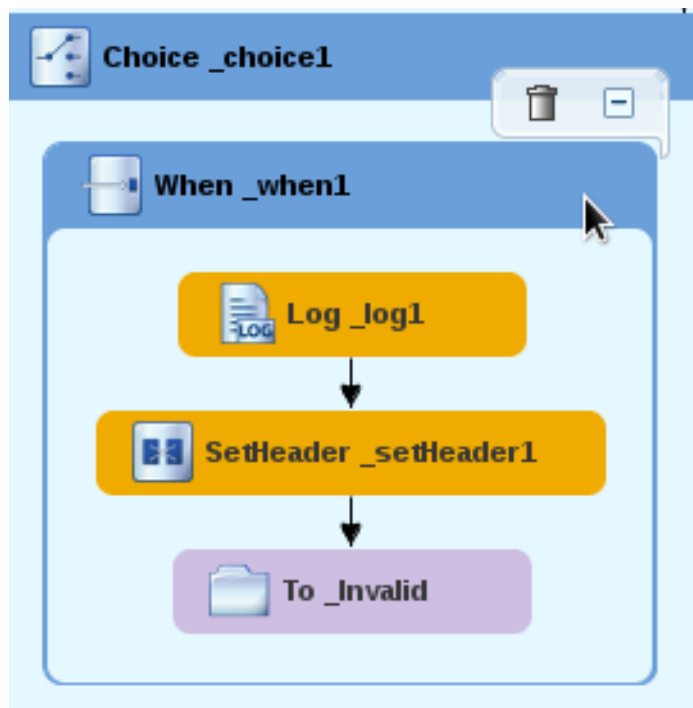 Choice _choice1
When _when1
LOG
Log _log1
SetHeader _setHeader1
To _Invalid